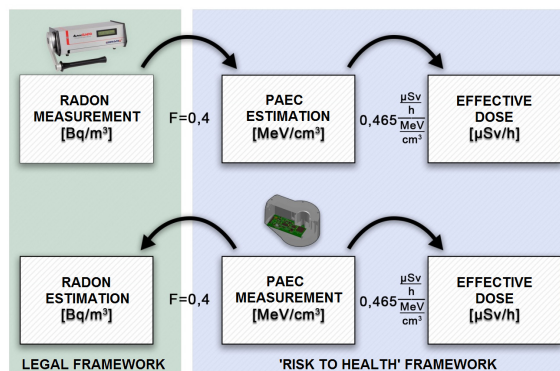 RADON
MEASUREMENT
[Bq/m³]
F=0,4
PAEC
ESTIMATION
[MeV/cm³]
0,465
µSv
h
MeV
cm³
EFFECTIVE
DOSE
[µSv/h]
RADON
ESTIMATION
[Bq/m³]
F=0,4
PAEC
MEASUREMENT
[MeV/cm³]
0,465
µSv
h
MeV
cm³
EFFECTIVE
DOSE
[µSv/h]
LEGAL FRAMEWORK
'RISK TO HEALTH' FRAMEWORK